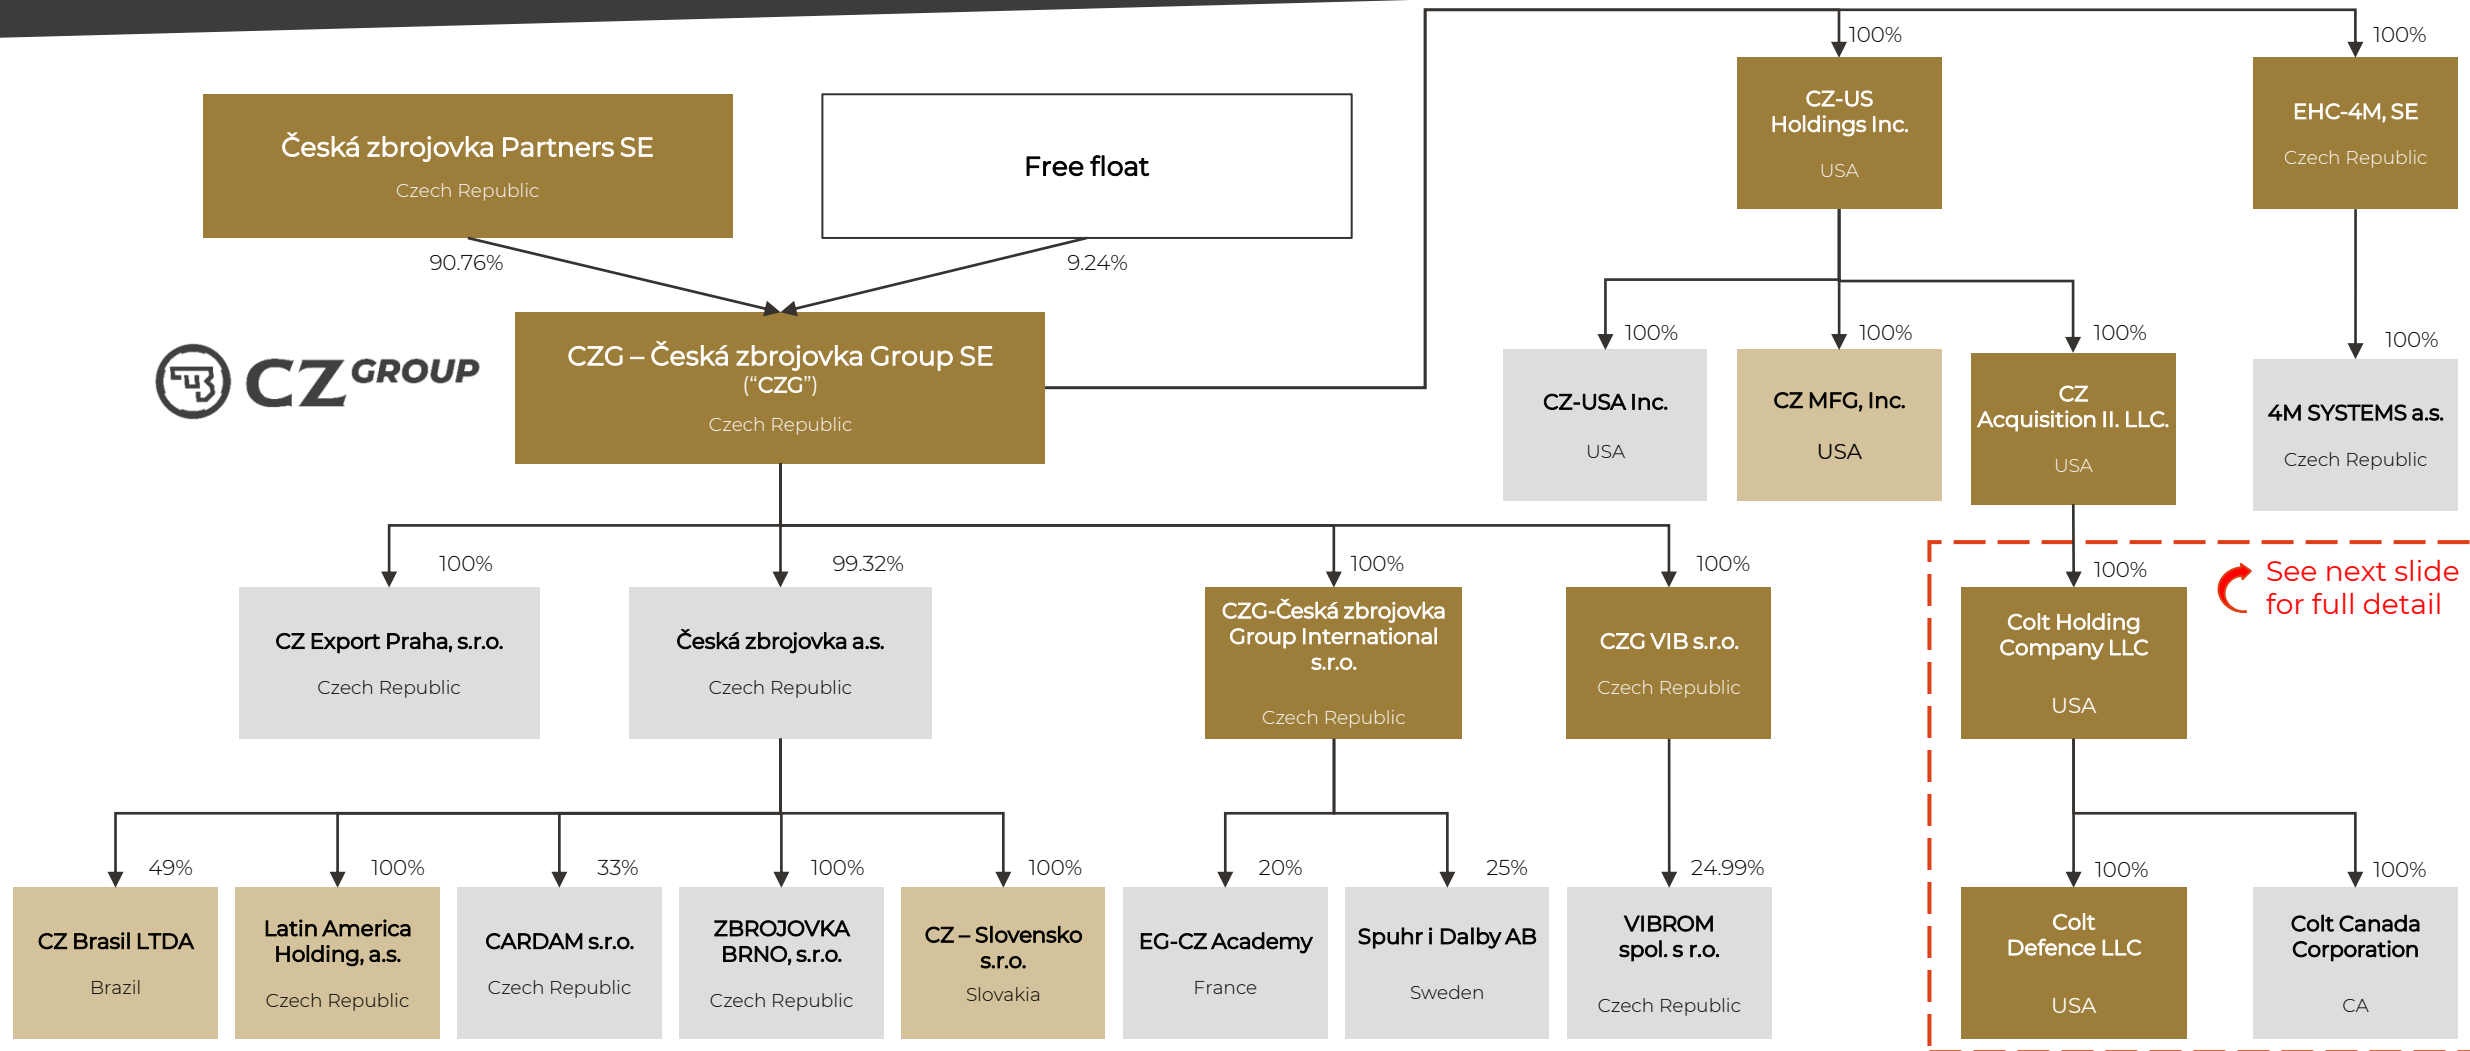 100%
100%
CZ-US
Holdings Inc.
USA
EHC-4M, SE
Czech Republic
Česká zbrojovka Partners SE
Czech Republic
Free float
90.76%
9.24%
CZ GROUP
CZG – Česká zbrojovka Group SE
(“CZG”)
Czech Republic
100%
100%
100%
100%
CZ-USA Inc.
USA
CZ MFG, Inc.
USA
CZ
Acquisition II. LLC.
USA
4M SYSTEMS a.s.
Czech Republic
100%
99.32%
100%
100%
100%
See next slide
for full detail
CZ Export Praha, s.r.o.
Czech Republic
Česká zbrojovka a.s.
Czech Republic
CZG-Česká zbrojovka
Group International
s.r.o.
Czech Republic
CZG VIB s.r.o.
Czech Republic
Colt Holding
Company LLC
USA
49%
100%
33%
100%
100%
20%
25%
24.99%
100%
100%
CZ Brasil LTDA
Brazil
Latin America
Holding, a.s.
Czech Republic
CARDAM s.r.o.
Czech Republic
ZBROJOVKA
BRNO, s.r.o.
Czech Republic
CZ – Slovensko
s.r.o.
Slovakia
EG-CZ Academy
France
Spuhr i Dalby AB
Sweden
VIBROM
spol. s r.o.
Czech Republic
Colt
Defence LLC
USA
Colt Canada
Corporation
CA